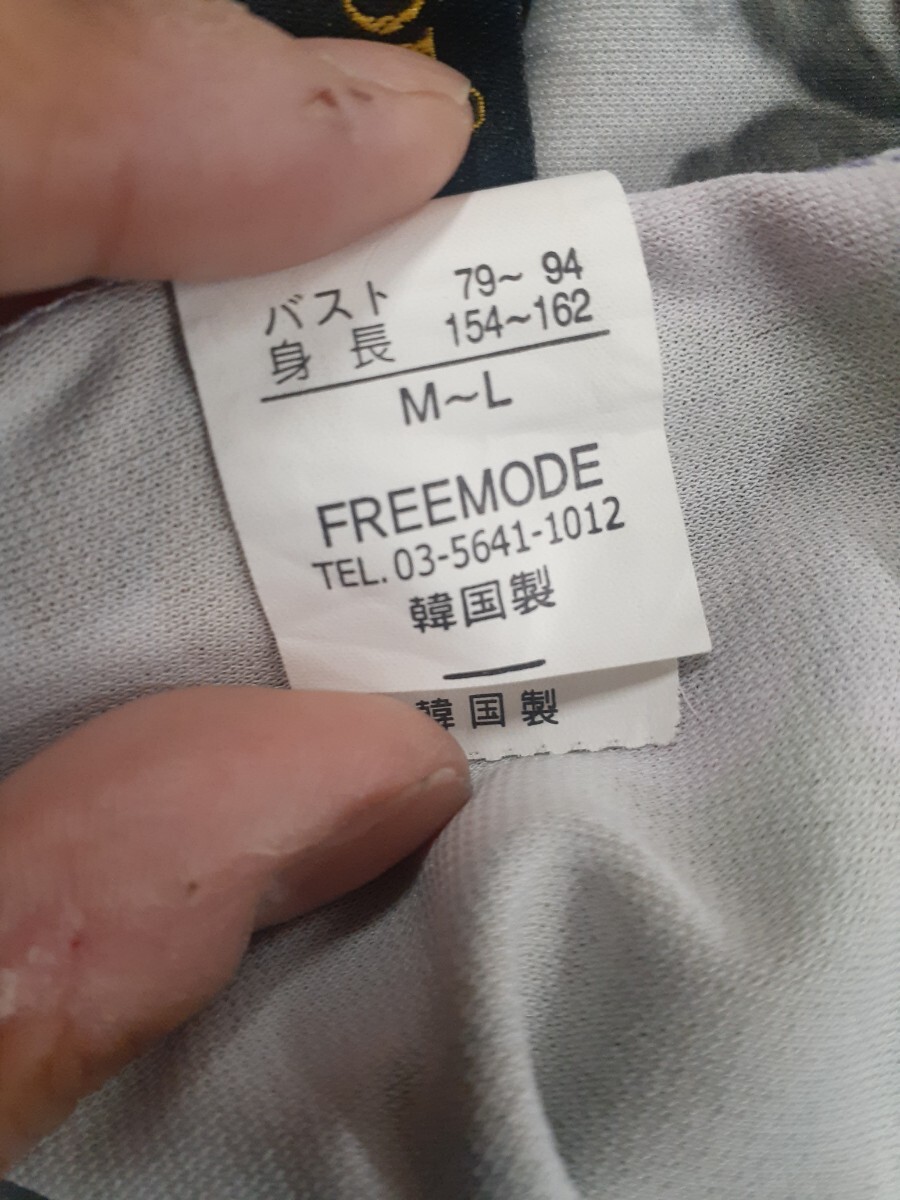 バスト 79~ 94
身 長 154~162
M~L
FREEMODE
TEL. 03-5641-1012
韓国製
韓国製